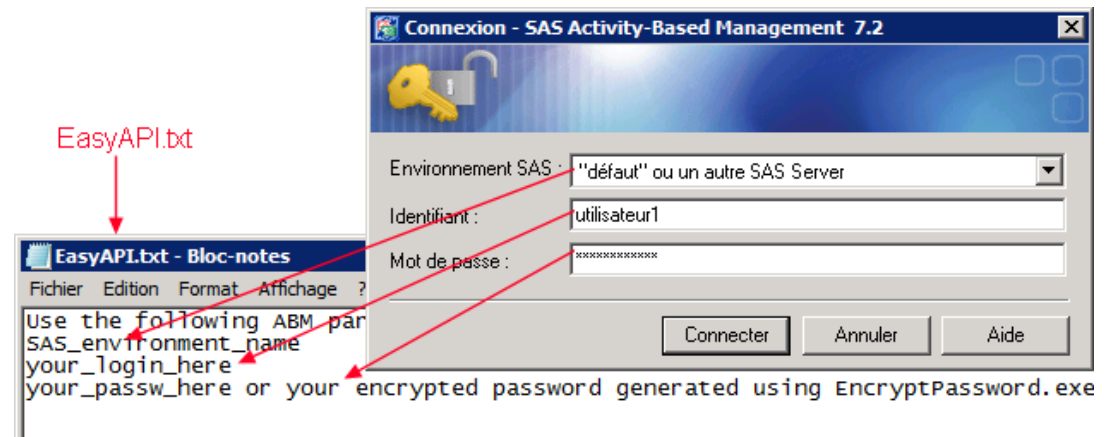 Connexion - SAS Activity-Based Management 7.2
EasyAPI.txt
Environnement SAS :
"défaut" ou un autre SAS Server
Identifiant :
utilisateur1
Mot de passe :
************
Connecter
Annuler
Aide
EasyAPI.txt - Bloc-notes
Fichier Edition Format Affichage ?
Use the following ABM par
SAS_environment_name
your_login_here
your_passw_here or your encrypted password generated using EncryptPassword.exe